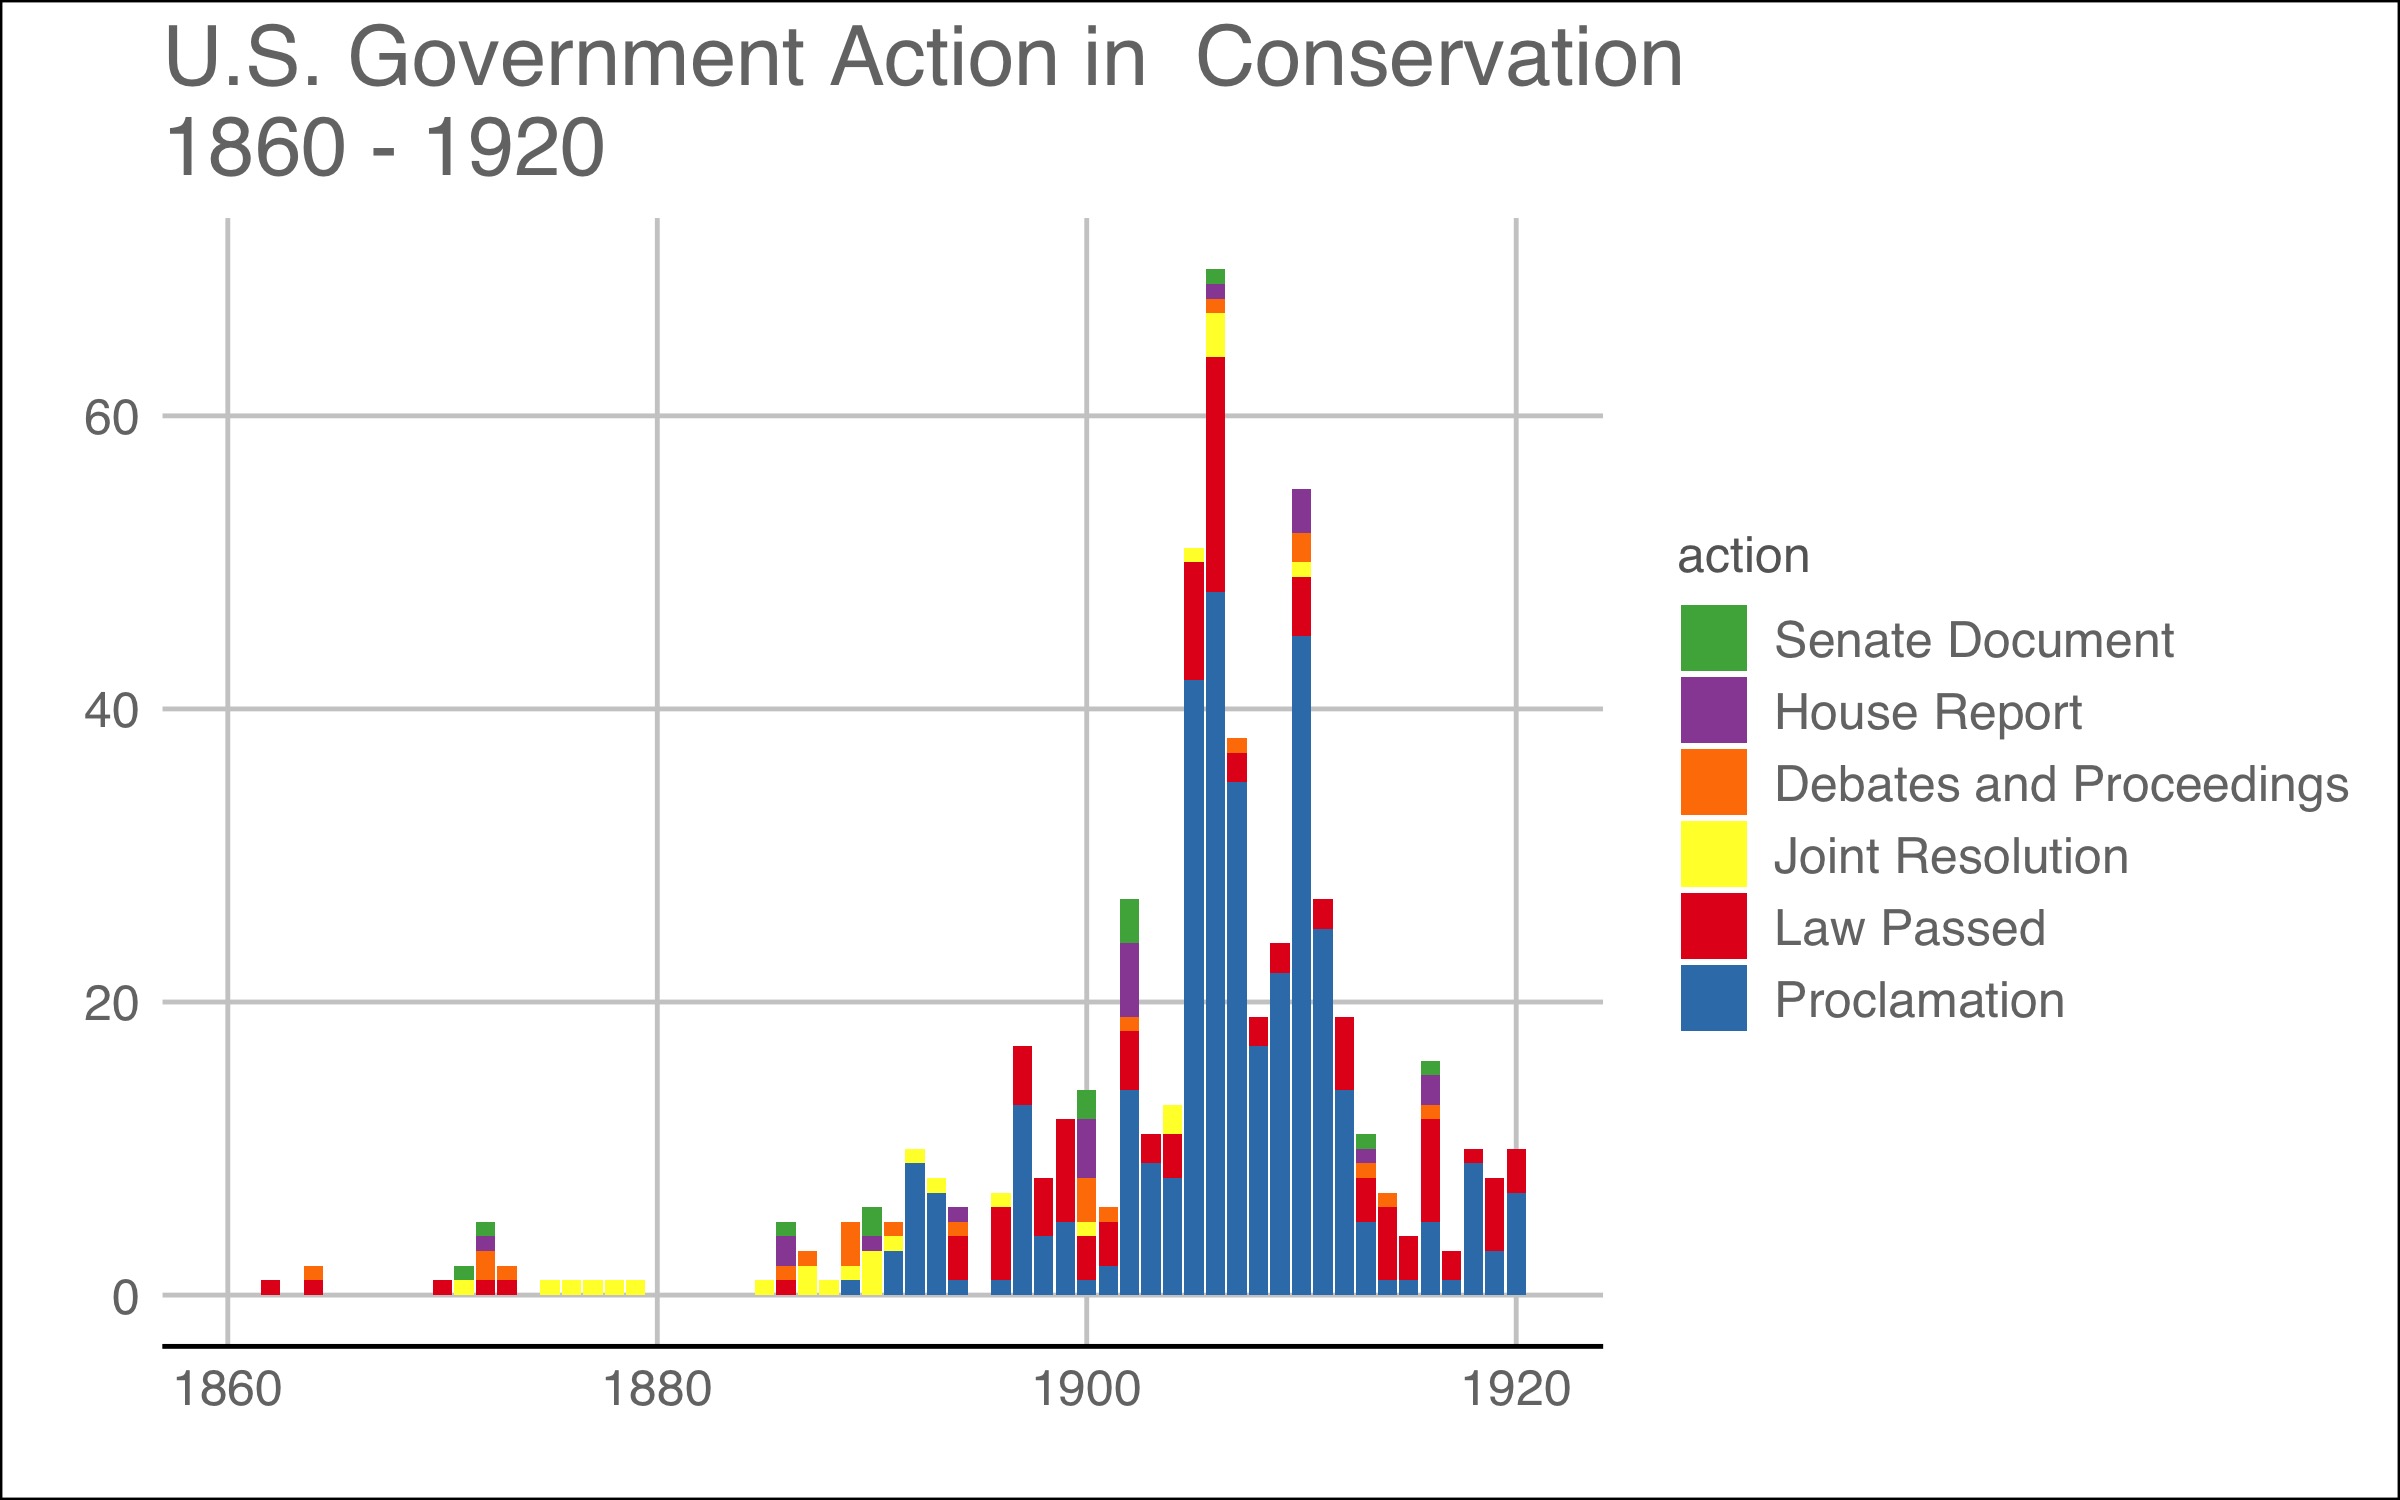 U.S. Government Action in  Conservation
1860 - 1920
60
40
20
0
1860
1880
1900
1920
action
Senate Document
House Report
Debates and Proceedings
Joint Resolution
Law Passed
Proclamation